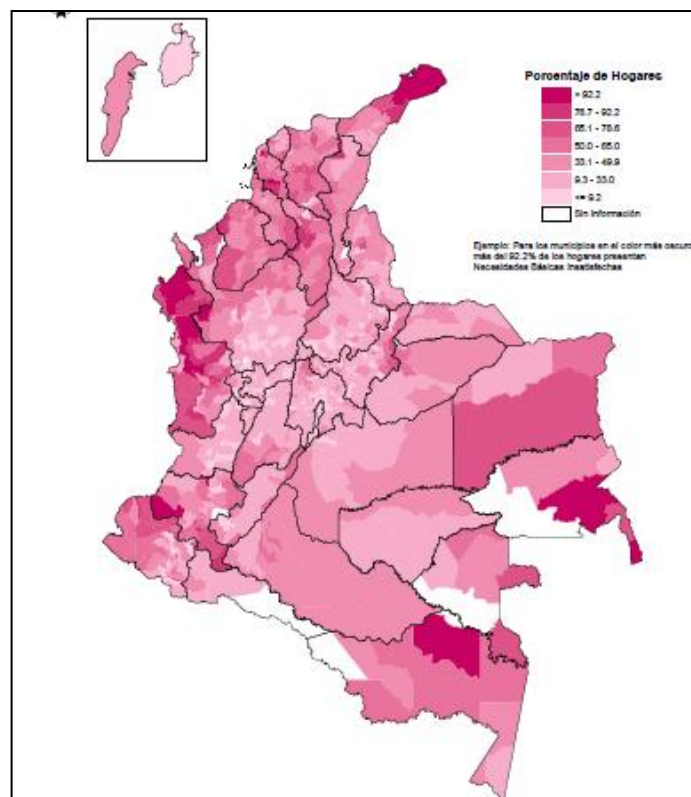 Porcentaje de Hogares
> 92.2
76.7 - 92.2
65.1 - 76.6
50.0 - 65.0
33.1 - 49.9
9.3 - 33.0
<= 9.2
Sin Información
Ejemplo: Para los municipios en el color más oscuro
más del 92.2% de los hogares presentan
Necesidades Básicas Insatisfechas